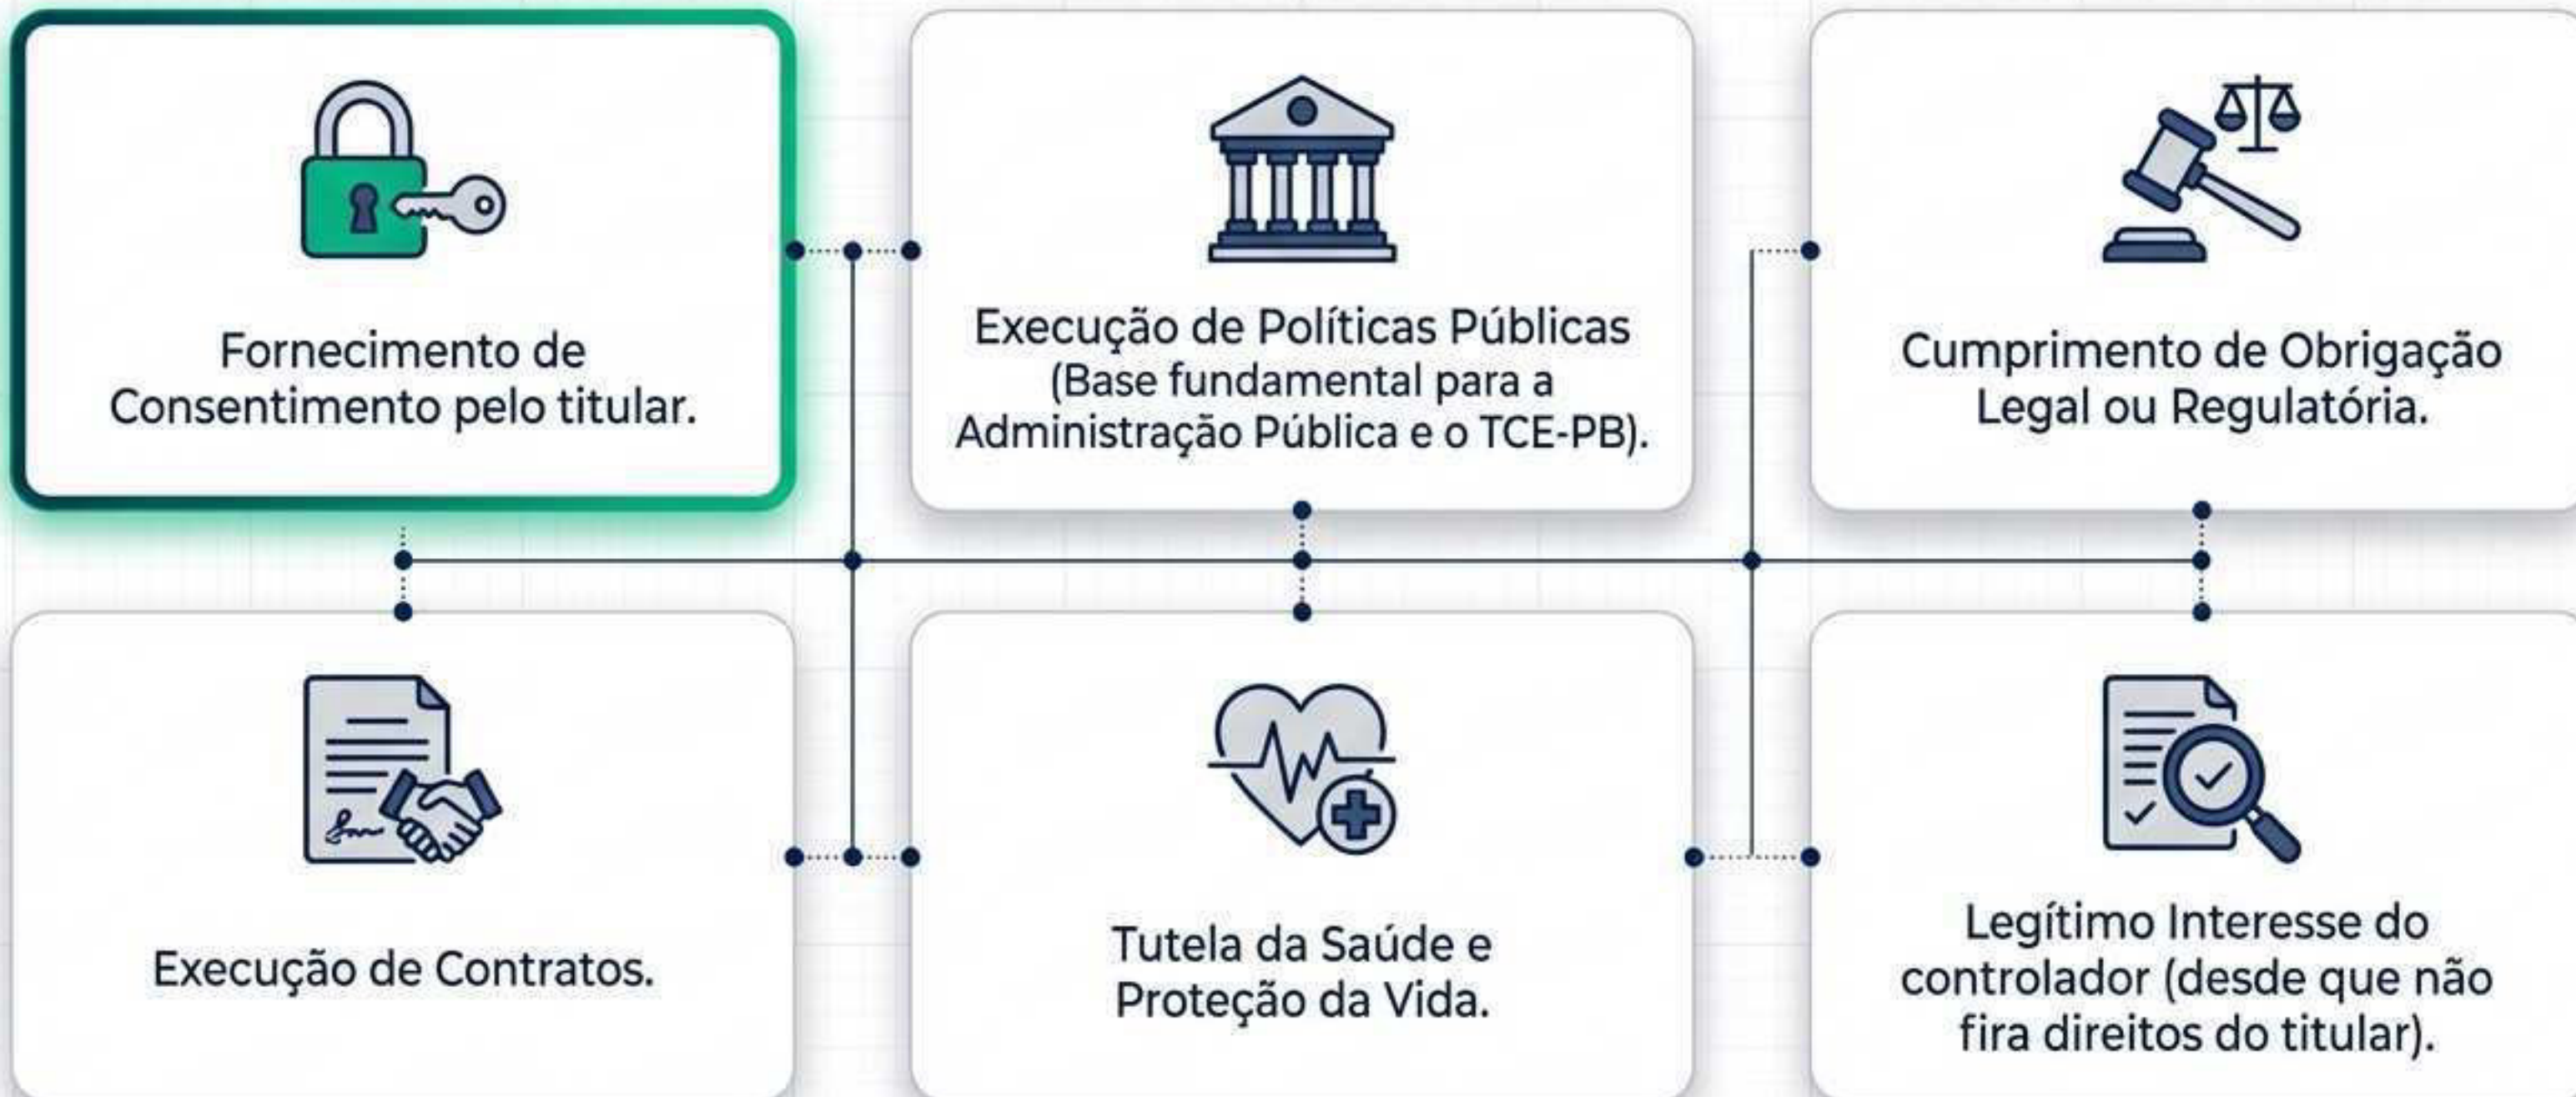 Fornecimento de
Consentimento pelo titular.
Execução de Políticas Públicas
(Base fundamental para a
Administração Pública e o TCE-PB).
Cumprimento de Obrigação
Legal ou Regulatória.
Execução de Contratos.
Tutela da Saúde e
Proteção da Vida.
Legítimo Interesse do
controlador (desde que não
fira direitos do titular).